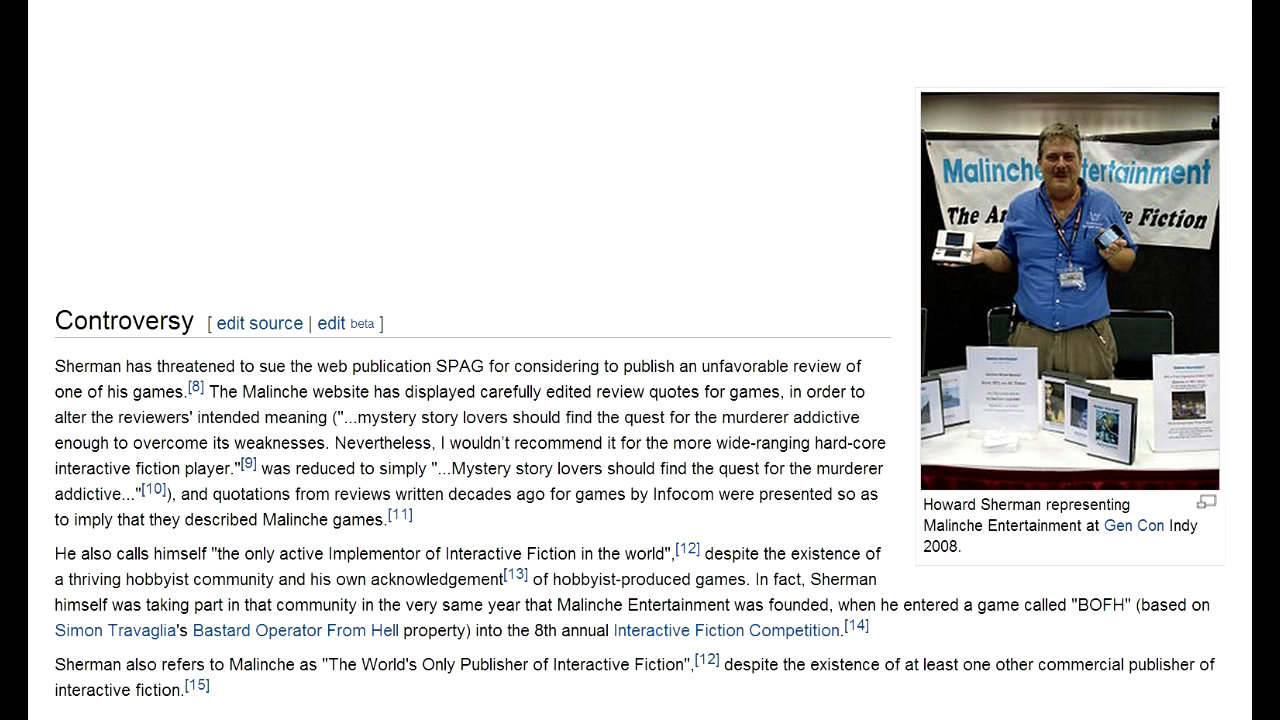 Malinche
tertainment
The
ve Fiction
Controversy [ edit source | edit beta ]
Sherman has threatened to sue the web publication SPAG for considering to publish an unfavorable review of
one of his games.[8] The Malinche website has displayed carefully edited review quotes for games, in order to
alter the reviewers' intended meaning ("...mystery story lovers should find the quest for the murderer addictive
enough to overcome its weaknesses. Nevertheless, I wouldn't recommend it for the more wide-ranging hard-core
interactive fiction player."[9] was reduced to simply "...Mystery story lovers should find the quest for the murderer
addictive..."[10]), and quotations from reviews written decades ago for games by Infocom were presented so as
to imply that they described Malinche games.[11]
Howard Sherman representing
Malinche Entertainment at Gen Con Indy
2008.
He also calls himself "the only active Implementor of Interactive Fiction in the world",[12] despite the existence of
a thriving hobbyist community and his own acknowledgement[13] of hobbyist-produced games. In fact, Sherman
himself was taking part in that community in the very same year that Malinche Entertainment was founded, when he entered a game called "BOFH" (based on
Simon Travaglia's Bastard Operator From Hell property) into the 8th annual Interactive Fiction Competition.[14]
Sherman also refers to Malinche as "The World's Only Publisher of Interactive Fiction",[12] despite the existence of at least one other commercial publisher of
interactive fiction.[15]